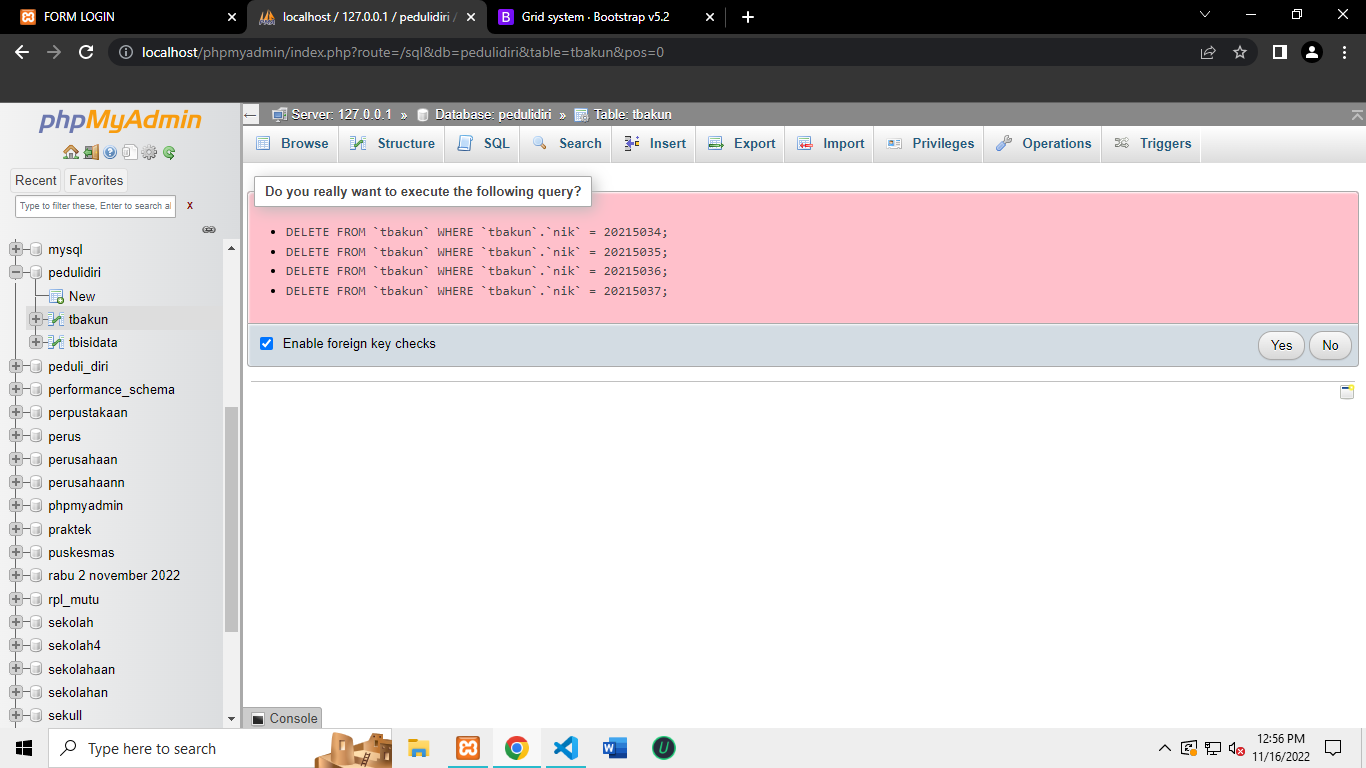 FORM LOGIN
localhost / 127.0.0.1 / pedulidiri /
Grid system · Bootstrap v5.2
localhost/phpmyadmin/index.php?route=/sql&db=pedulidiri&table=tbakun&pos=0
phpMyAdmin
Recent Favorites
Type to filter these, Enter to search al X
mysql
pedulidiri
New
tbakun
tbisidata
peduli_diri
performance_schema
perpustakaan
perus
perusahaan
perusahaann
phpmyadmin
praktek
puskesmas
rabu 2 november 2022
rpl_mutu
sekolah
sekolah4
sekolahaan
sekolahan
sekull
Server: 127.0.0.1 » Database: pedulidiri » Table: tbakun
Browse Structure SQL Search Insert Export Import Privileges Operations Triggers
Do you really want to execute the following query?
• DELETE FROM `tbakun` WHERE `tbakun`.`nik` = 20215034;
• DELETE FROM `tbakun` WHERE `tbakun`.`nik` = 20215035;
• DELETE FROM `tbakun` WHERE `tbakun`.`nik` = 20215036;
• DELETE FROM `tbakun` WHERE `tbakun`.`nik` = 20215037;
Enable foreign key checks
Yes No
Console
Type here to search
12:56 PM
11/16/2022